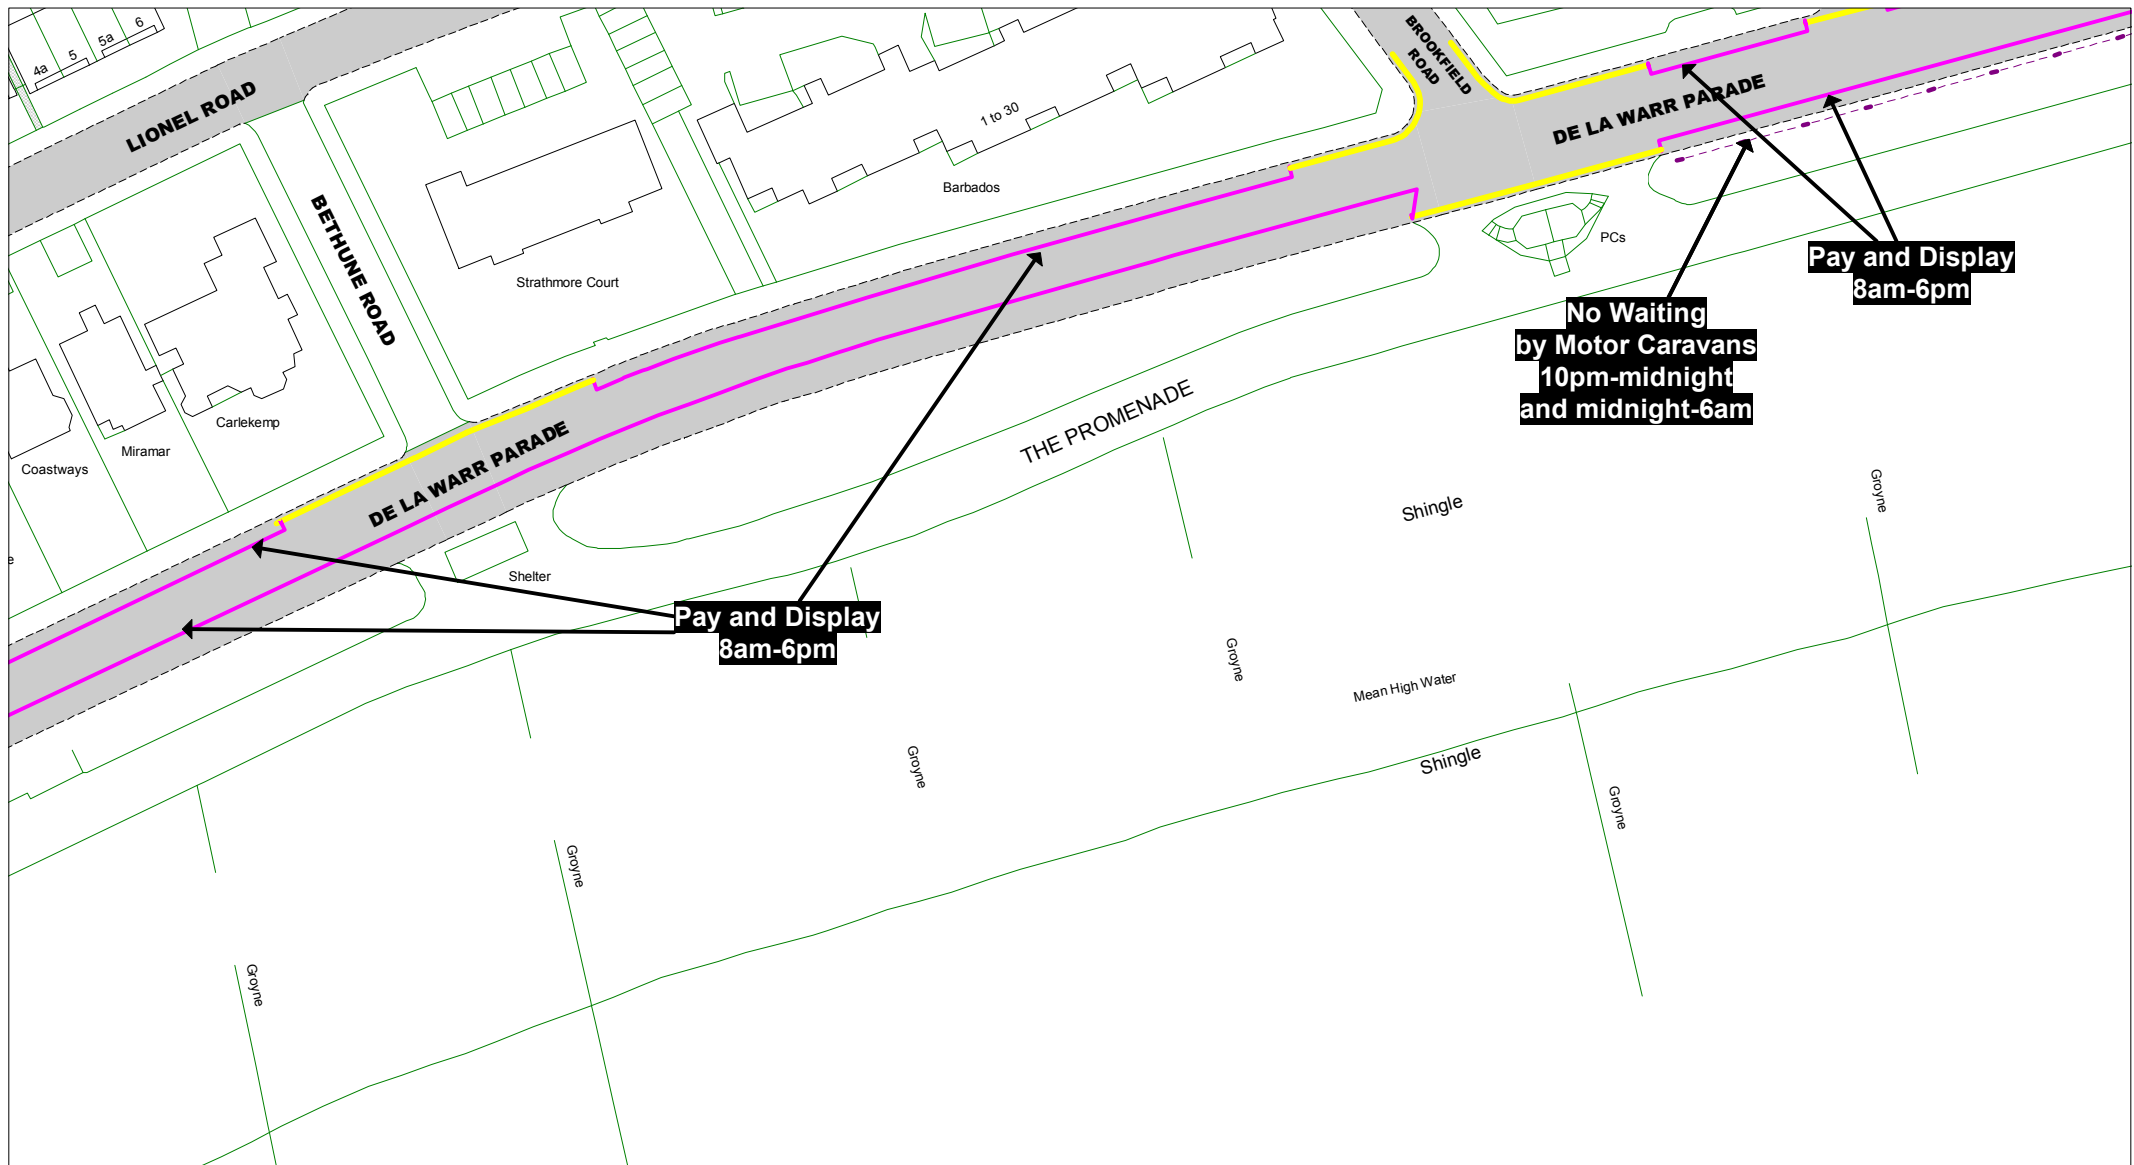 6
5a
5
4a
LIONEL ROAD
BROOKFIELD
ROAD
DE LA WARR PARADE
1 to 30
Barbados
BETHUNE ROAD
Strathmore Court
PCs
Pay and Display
8am-6pm
No Waiting
by Motor Caravans
10pm-midnight
and midnight-6am
Carlekemp
Miramar
Coastways
DE LA WARR PARADE
THE PROMENADE
Shingle
Groyne
e
Shelter
Pay and Display
8am-6pm
Groyne
Mean High Water
Shingle
Groyne
Groyne
Groyne
Groyne